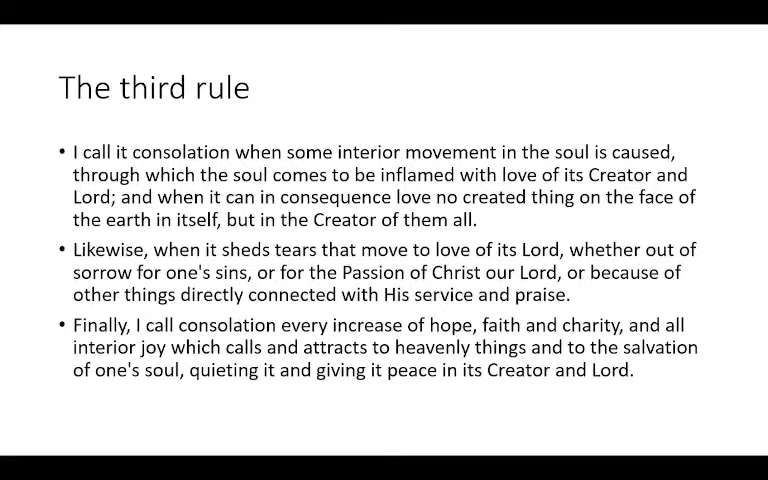 The third rule
• I call it consolation when some interior movement in the soul is caused,
through which the soul comes to be inflamed with love of its Creator and
Lord; and when it can in consequence love no created thing on the face of
the earth in itself, but in the Creator of them all.
• Likewise, when it sheds tears that move to love of its Lord, whether out of
sorrow for one's sins, or for the Passion of Christ our Lord, or because of
other things directly connected with His service and praise.
• Finally, I call consolation every increase of hope, faith and charity, and all
interior joy which calls and attracts to heavenly things and to the salvation
of one's soul, quieting it and giving it peace in its Creator and Lord.